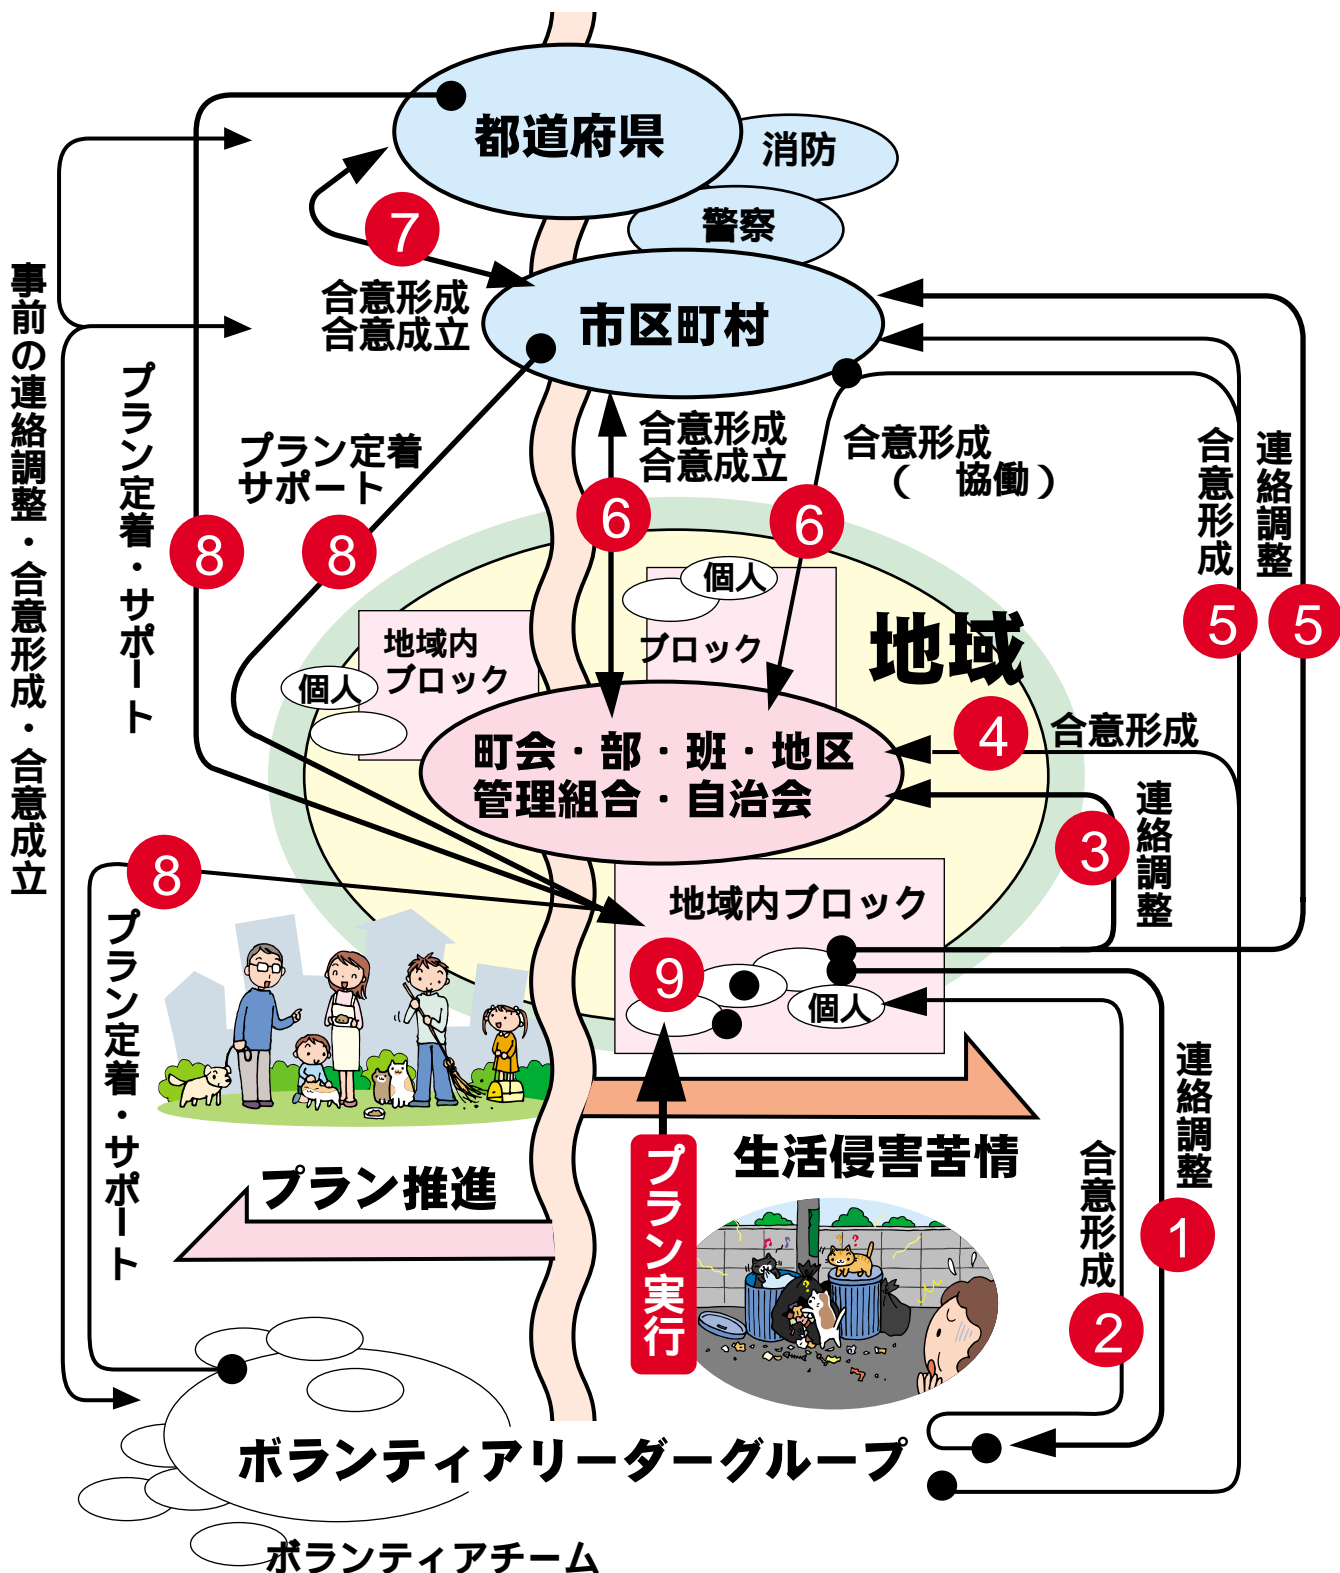 都道府県
消防
警察
7
合意形成
合意成立
市区町村
事前の連絡調整・合意形成・合意成立
プラン定着・サポート
8
プラン定着
サポート
8
合意形成
合意成立
6
合意形成
（　協働）
6
合意形成
5
連絡調整
5
個人
ブロック
地域
地域内
ブロック
個人
町会・部・班・地区
管理組合・自治会
4
合意形成
3
連絡調整
8
プラン定着・サポート
地域内ブロック
9
個人
連絡調整
1
合意形成
2
プラン推進
プラン実行
生活侵害苦情
♪
♪
?
?
?
ボランティアリーダーグループ
ボランティアチーム